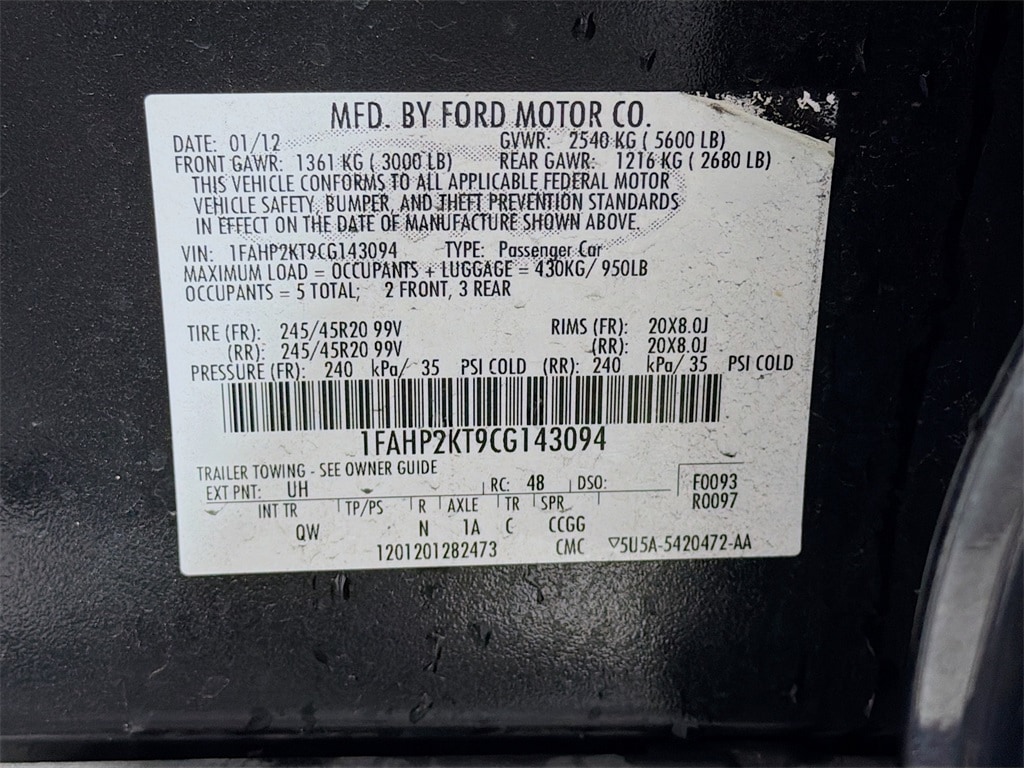 MFD. BY FORD MOTOR CO.
DATE: 01/12 GVWR: 2540 KG ( 5600 LB)
FRONT GAWR: 1361 KG ( 3000 LB) REAR GAWR: 1216 KG ( 2680 LB)
THIS VEHICLE CONFORMS TO ALL APPLICABLE FEDERAL MOTOR
VEHICLE SAFETY, BUMPER, AND THEFT PREVENTION STANDARDS
IN EFFECT ON THE DATE OF MANUFACTURE SHOWN ABOVE.
VIN: 1FAHP2KT9CG143094 TYPE: Passenger Car
MAXIMUM LOAD = OCCUPANTS + LUGGAGE = 430KG/ 950LB
OCCUPANTS = 5 TOTAL; 2 FRONT, 3 REAR
TIRE (FR): 245/45R20 99V RIMS (FR): 20X8.0J
(RR): 245/45R20 99V (RR): 20X8.0J
PRESSURE (FR): 240 kPa/ 35 PSI COLD (RR): 240 kPa/ 35 PSI COLD
1FAHP2KT9CG143094
TRAILER TOWING - SEE OWNER GUIDE
EXT PNT: UH RC: 48 DSO: F0093
INT TR TP/PS R AXLE TR SPR R0097
QW N 1A C CCGG
1201201282473 CMC ▽5U5A-5420472-AA